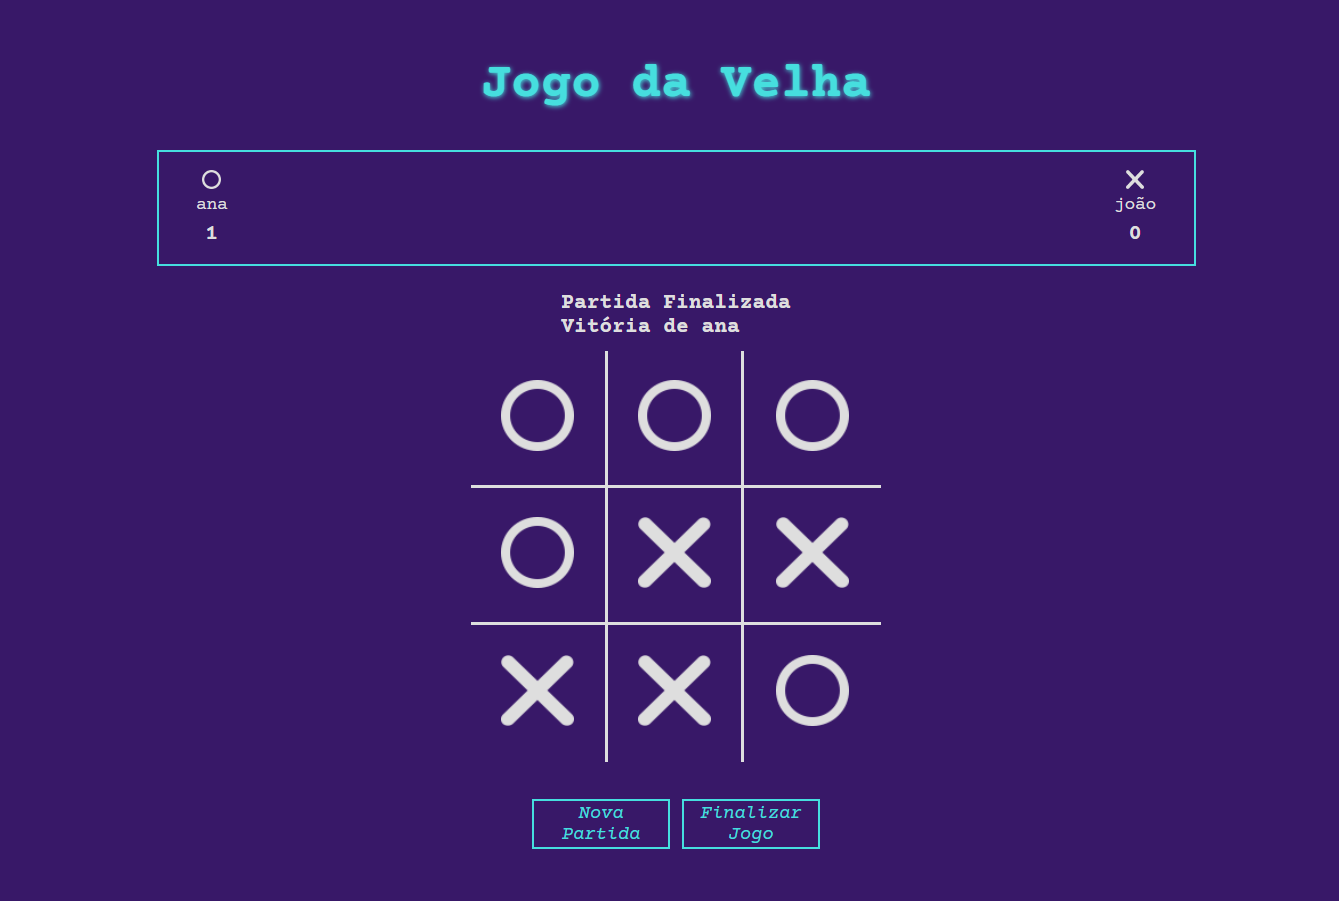 Jogo da Velha
ana
1
joão
0
Partida Finalizada
Vitória de ana
Nova
Partida
Finalizar
Jogo